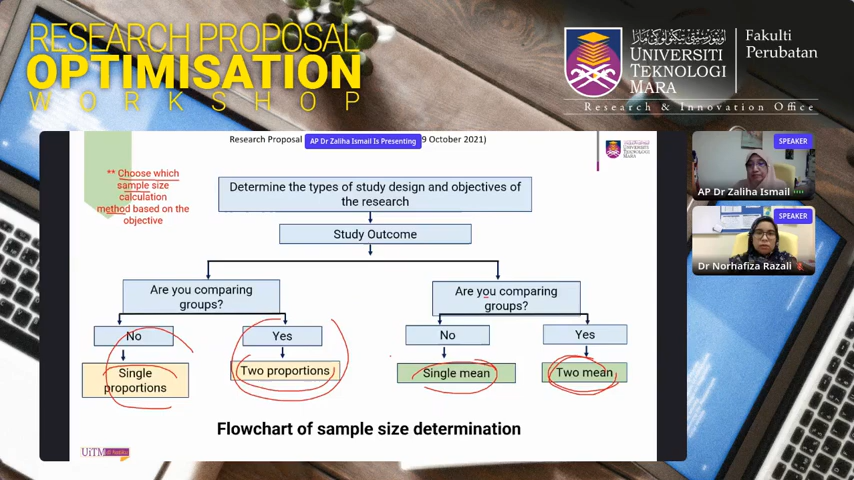 RESEARCH PROPOSAL
OPTIMISATION
WORKSHOP
UNIVERSITI
TEKNOLOGI
MARA
Fakulti
Perubatan
Research & Innovation Office
Research Proposal
AP Dr Zaliha Ismail Is Presenting
9 October 2021)
UNIVERSITI
TEKNOLOGI
MARA
** Choose which
sample size
calculation
method based on the
objective
Determine the types of study design and objectives of
the research
Study Outcome
Are you comparing
groups?
Are you comparing
groups?
No
Yes
No
Yes
Single
proportions
Two proportions
Single mean
Two mean
Flowchart of sample size determination
UiTM
SPEAKER
AP Dr Zaliha Ismail
SPEAKER
Dr Norhafiza Razali